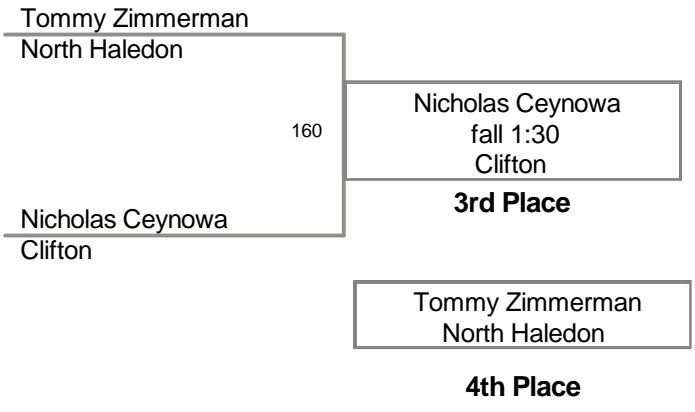 Tommy Zimmerman
North Haledon
160
Nicholas Ceynowa
fall 1:30
Clifton
3rd Place
Nicholas Ceynowa
Clifton
Tommy Zimmerman
North Haledon
4th Place